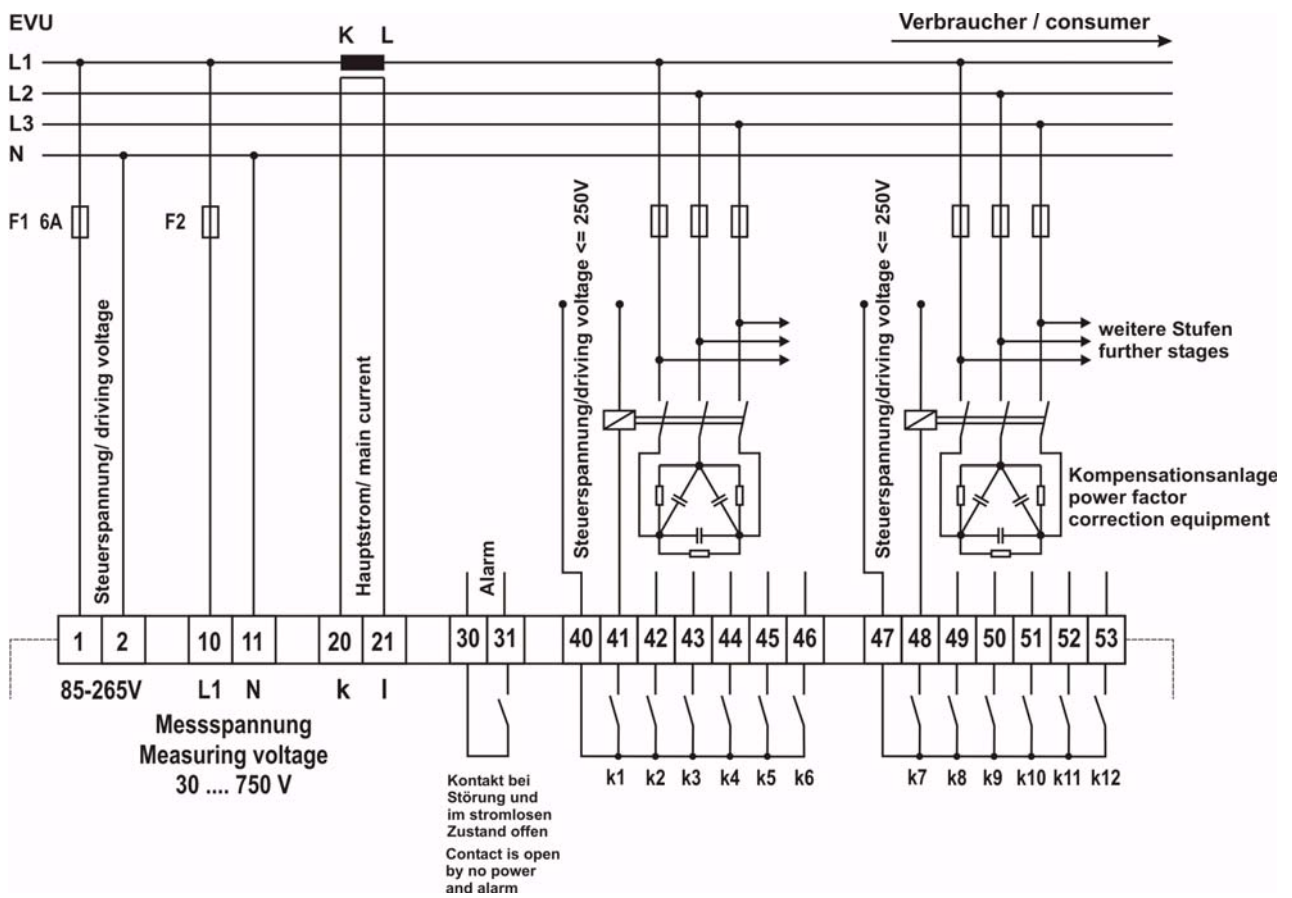 EVU
Verbraucher / consumer
K L
L1
L2
L3
N
F1 6A
F2
Steuerspannung/ driving voltage
Hauptstrom/ main current
Alarm
Steuerspannung/driving voltage <= 250V
Steuerspannung/driving voltage <= 250V
weitere Stufen
further stages
Kompensationsanlage
power factor
correction equipment
1 2 10 11 20 21 30 31 40 41 42 43 44 45 46 47 48 49 50 51 52 53
85-265V L1 N k l
Messspannung
Measuring voltage
30 .... 750 V
k1 k2 k3 k4 k5 k6 k7 k8 k9 k10 k11 k12
Kontakt bei
Störung und
im stromlosen
Zustand offen
Contact is open
by no power
and alarm